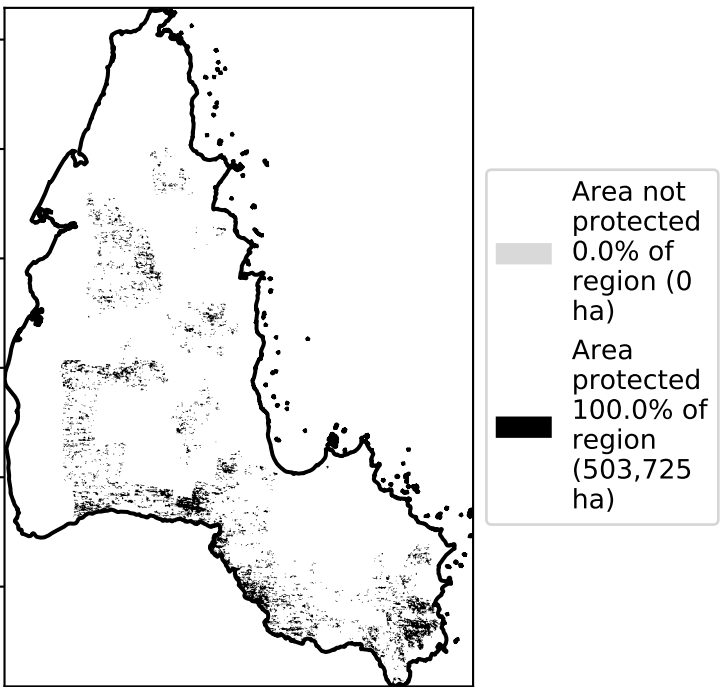 Area not
protected
0.0% of
region (0
ha)
Area
protected
100.0% of
region
(503,725
ha)